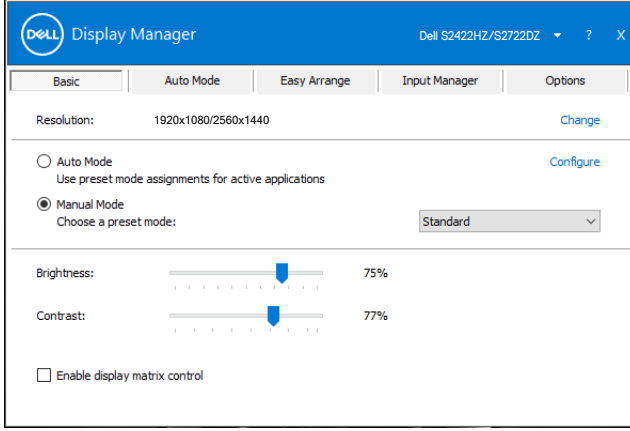 DELL Display Manager Dell S2422HZ/S2722DZ ? X
Basic Auto Mode Easy Arrange Input Manager Options
Resolution: 1920x1080/2560x1440 Change
Auto Mode Configure
Use preset mode assignments for active applications
Manual Mode
Choose a preset mode: Standard
Brightness: 75%
Contrast: 77%
Enable display matrix control